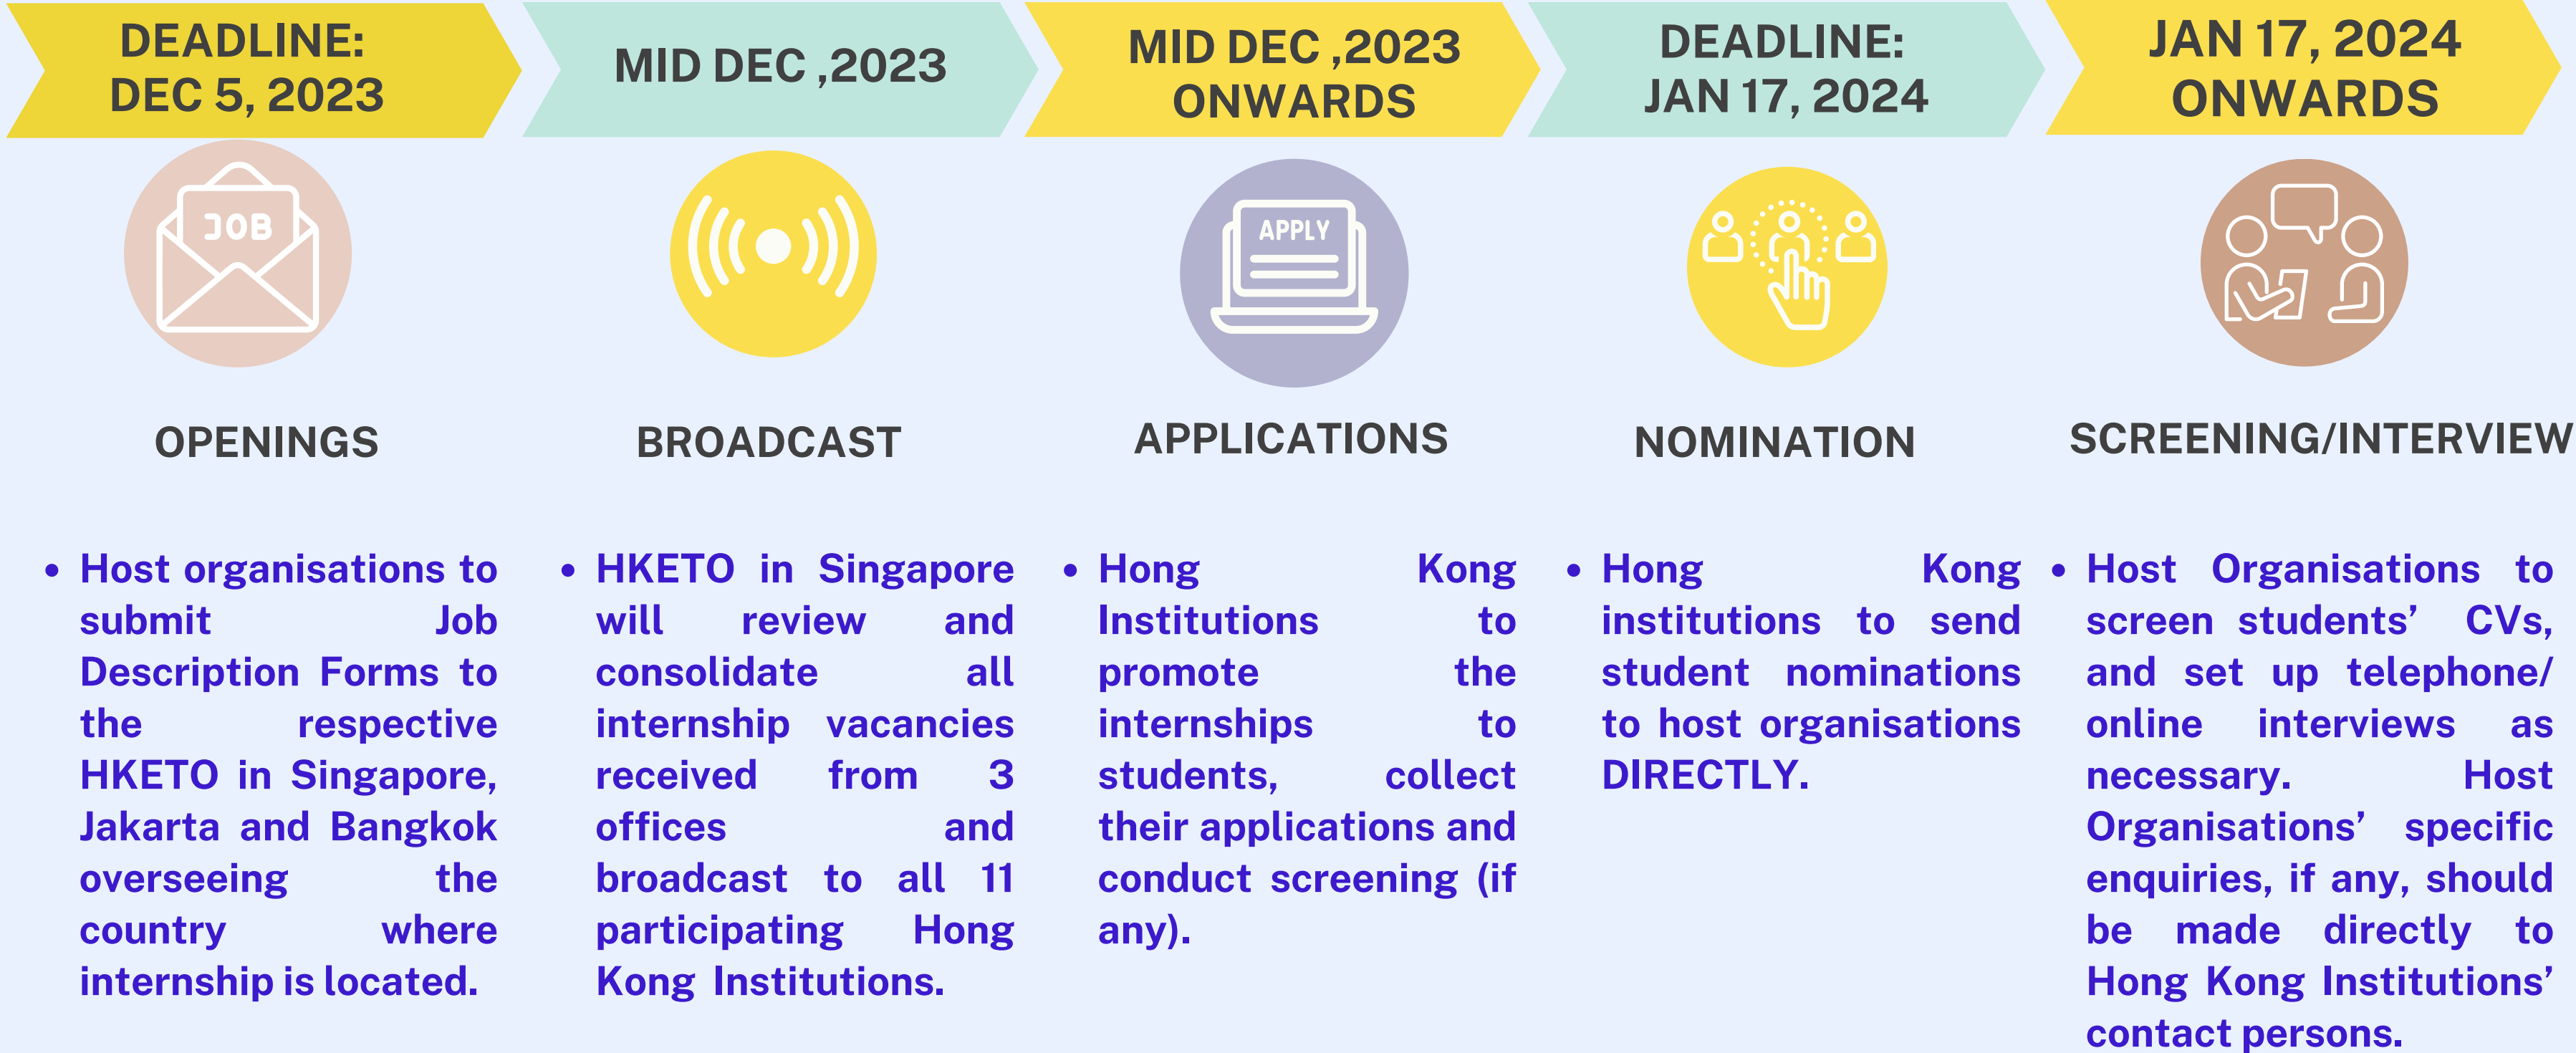 DEADLINE:
DEC 5, 2023
MID DEC ,2023
MID DEC ,2023
ONWARDS
DEADLINE:
JAN 17, 2024
JAN 17, 2024
ONWARDS
JOB
APPLY
OPENINGS
BROADCAST
APPLICATIONS
NOMINATION
SCREENING/INTERVIEW
• Host organisations to
submit Job
Description Forms to
the respective
HKETO in Singapore,
Jakarta and Bangkok
overseeing the
country where
internship is located.
• HKETO in Singapore
will review and
consolidate all
internship vacancies
received from 3
offices and
broadcast to all 11
participating Hong
Kong Institutions.
• Hong Kong
Institutions to
promote the
internships to
students, collect
their applications and
conduct screening (if
any).
• Hong Kong
institutions to send
student nominations
to host organisations
DIRECTLY.
• Host Organisations to
screen students’ CVs,
and set up telephone/
online interviews as
necessary. Host
Organisations’ specific
enquiries, if any, should
be made directly to
Hong Kong Institutions’
contact persons.